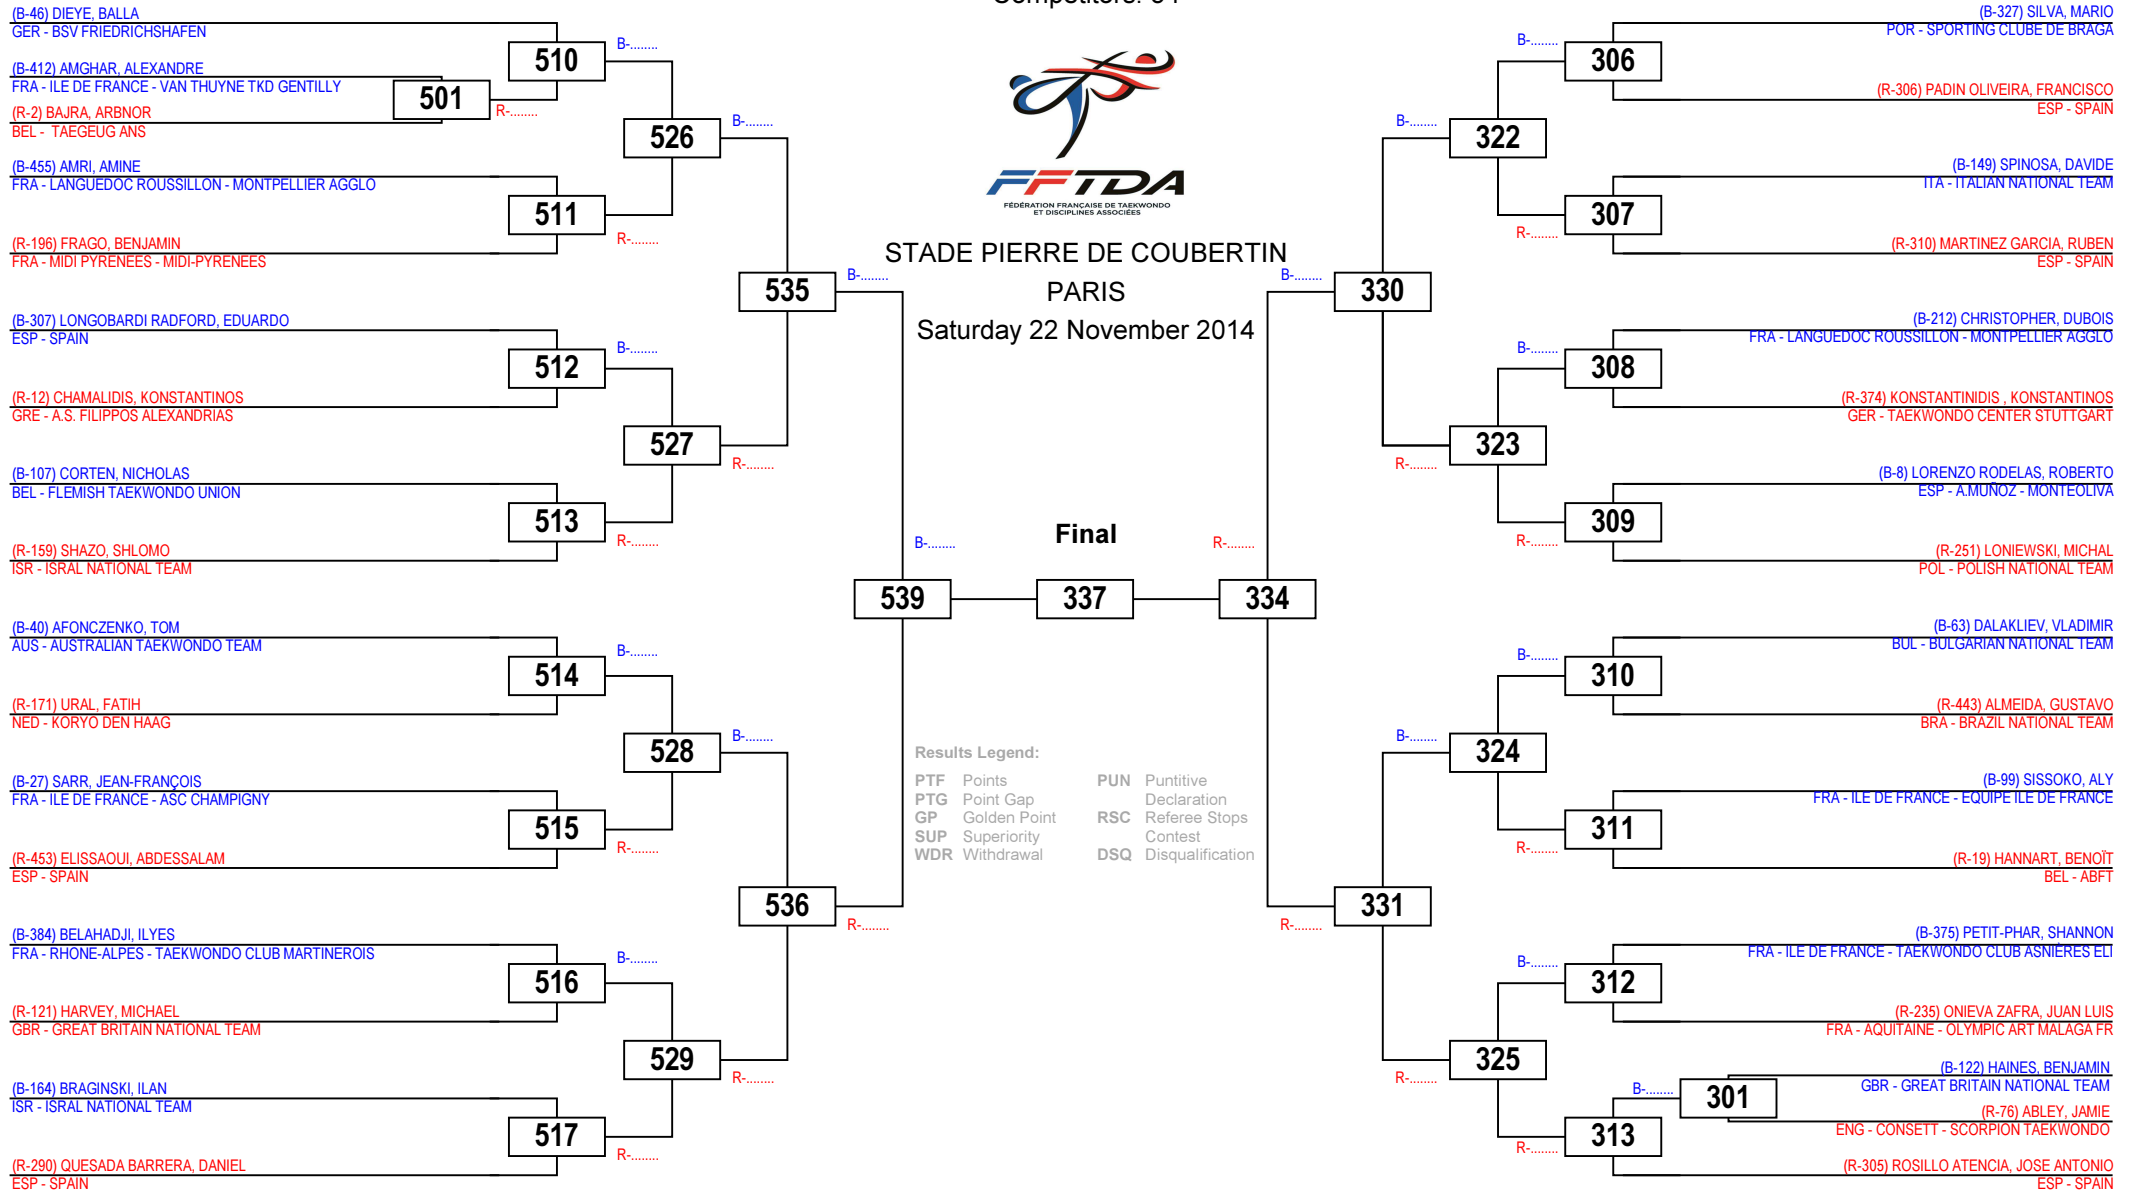 Competitors: 34
(B-46) DIEYE, BALLA
GER - BSV FRIEDRICHSHAFEN
510
B-........
(B-412) AMGHAR, ALEXANDRE
FRA - ILE DE FRANCE - VAN THUYNE TKD GENTILLY
501
R-........
(R-2) BAJRA, ARBNOR
BEL - TAEGEUG ANS
526
B-........
(B-455) AMRI, AMINE
FRA - LANGUEDOC ROUSSILLON - MONTPELLIER AGGLO
511
R-........
(R-196) FRAGO, BENJAMIN
FRA - MIDI PYRENEES - MIDI-PYRENEES
535
B-........
(B-307) LONGOBARDI RADFORD, EDUARDO
ESP - SPAIN
512
B-........
(R-12) CHAMALIDIS, KONSTANTINOS
GRE - A.S. FILIPPOS ALEXANDRIAS
527
R-........
(B-107) CORTEN, NICHOLAS
BEL - FLEMISH TAEKWONDO UNION
513
R-........
(R-159) SHAZO, SHLOMO
ISR - ISRAL NATIONAL TEAM
539
B-........
(B-40) AFONCZENKO, TOM
AUS - AUSTRALIAN TAEKWONDO TEAM
514
B-........
(R-171) URAL, FATIH
NED - KORYO DEN HAAG
528
B-........
(B-27) SARR, JEAN-FRANÇOIS
FRA - ILE DE FRANCE - ASC CHAMPIGNY
515
R-........
(R-453) ELISSAOUI, ABDESSALAM
ESP - SPAIN
536
R-........
(B-384) BELAHADJI, ILYES
FRA - RHONE-ALPES - TAEKWONDO CLUB MARTINEROIS
516
B-........
(R-121) HARVEY, MICHAEL
GBR - GREAT BRITAIN NATIONAL TEAM
529
R-........
(B-164) BRAGINSKI, ILAN
ISR - ISRAL NATIONAL TEAM
517
R-........
(R-290) QUESADA BARRERA, DANIEL
ESP - SPAIN
FFTDA
FÉDÉRATION FRANÇAISE DE TAEKWONDO
ET DISCIPLINES ASSOCIÉES
STADE PIERRE DE COUBERTIN
PARIS
Saturday 22 November 2014
Final
337
Results Legend:
PTF Points
PTG Point Gap
GP Golden Point
SUP Superiority
WDR Withdrawal
PUN Puntitive
Declaration
RSC Referee Stops
Contest
DSQ Disqualification
(B-327) SILVA, MARIO
POR - SPORTING CLUBE DE BRAGA
B-........
306
(R-306) PADIN OLIVEIRA, FRANCISCO
ESP - SPAIN
B-........
322
(B-149) SPINOSA, DAVIDE
ITA - ITALIAN NATIONAL TEAM
R-........
307
(R-310) MARTINEZ GARCIA, RUBEN
ESP - SPAIN
B-........
330
(B-212) CHRISTOPHER, DUBOIS
FRA - LANGUEDOC ROUSSILLON - MONTPELLIER AGGLO
B-........
308
(R-374) KONSTANTINIDIS , KONSTANTINOS
GER - TAEKWONDO CENTER STUTTGART
R-........
323
(B-8) LORENZO RODELAS, ROBERTO
ESP - A.MUÑOZ - MONTEOLIVA
R-........
309
(R-251) LONIEWSKI, MICHAL
POL - POLISH NATIONAL TEAM
R-........
334
(B-63) DALAKLIEV, VLADIMIR
BUL - BULGARIAN NATIONAL TEAM
B-........
310
(R-443) ALMEIDA, GUSTAVO
BRA - BRAZIL NATIONAL TEAM
B-........
324
(B-99) SISSOKO, ALY
FRA - ILE DE FRANCE - EQUIPE ILE DE FRANCE
R-........
311
(R-19) HANNART, BENOÏT
BEL - ABFT
R-........
331
(B-375) PETIT-PHAR, SHANNON
FRA - ILE DE FRANCE - TAEKWONDO CLUB ASNIÈRES ELI
B-........
312
(R-235) ONIEVA ZAFRA, JUAN LUIS
FRA - AQUITAINE - OLYMPIC ART MALAGA FR
R-........
325
(B-122) HAINES, BENJAMIN
GBR - GREAT BRITAIN NATIONAL TEAM
B-........
301
(R-76) ABLEY, JAMIE
ENG - CONSETT - SCORPION TAEKWONDO
R-........
313
(R-305) ROSILLO ATENCIA, JOSE ANTONIO
ESP - SPAIN